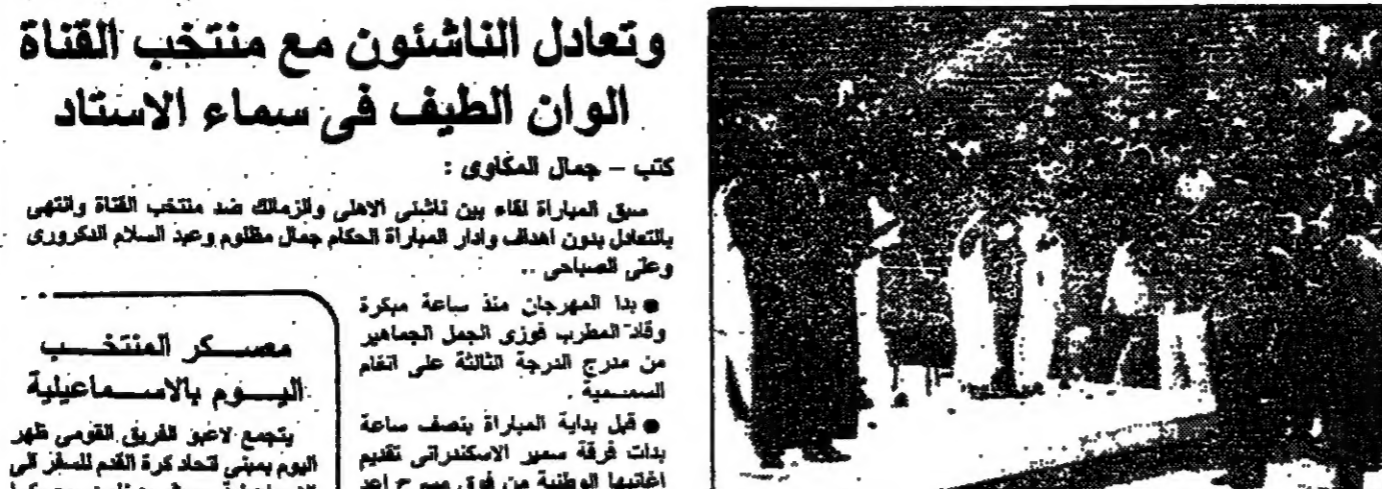 وتعادل الناشئون مع منتخب القناة
الوان الطيف فى سماء الاستاد
كتب – جمال المكاوى :
سبق المباراة لقاء بين ناشئى الاهلى والزمالك ضد منتخب القناة وانتهى
بالتعادل بدون اهداف وادار المباراة الحكام جمال مظلوم وعبد السلام الدكرورى
وعلى الصباحى ..
● بدا المهرجان منذ ساعة مبكرة
وقاد المطرب فوزى الجمل الجماهير
من مدرج الدرجة الثالثة على انغام
السمسمية .
● قبل بداية المباراة بنصف ساعة
بدات فرقة سمير الاسكندرانى تقديم
اغانيها الوطنية من فوق مسرح اعد
معسكر المنتخب
اليوم بالاسماعيلية
يتجمع لاعبو الفريق القومى ظهر
اليوم بمبنى اتحاد كرة القدم للسفر الى